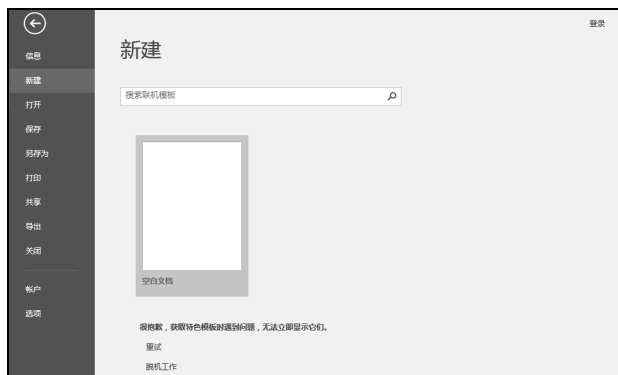 登录
信息
新建
打开
保存
另存为
打印
共享
导出
关闭
帐户
选项
新建
搜索联机模板
空白文档
很抱歉，获取特色模板时遇到问题，无法立即显示它们。
重试
脱机工作